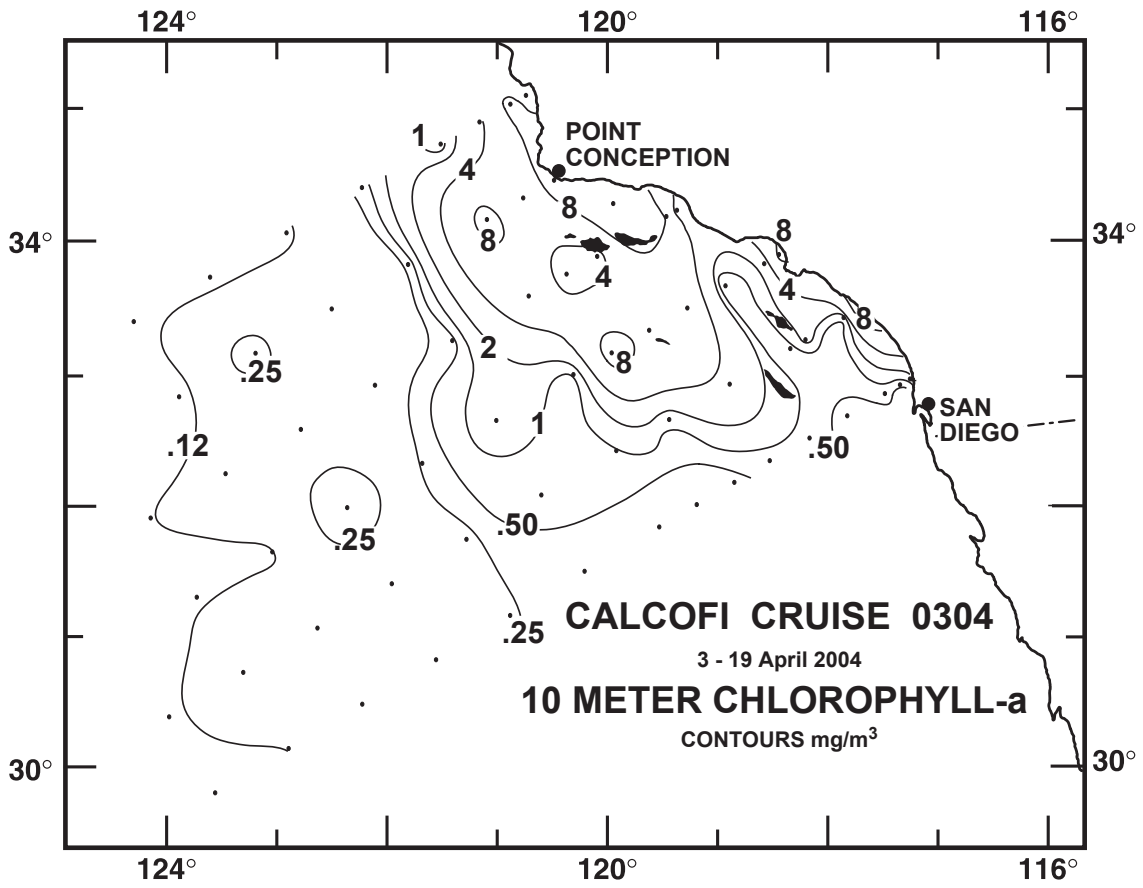 124° 120° 116°
1
POINT
CONCEPTION
4
8
8
8
34° 34°
4
4
8
2
8
.25
SAN
DIEGO
1
.12
.50
.50
.25
CALCOFI CRUISE 0304
.25
3 - 19 April 2004
10 METER CHLOROPHYLL-a
CONTOURS mg/m³
30° 30°
124° 120° 116°